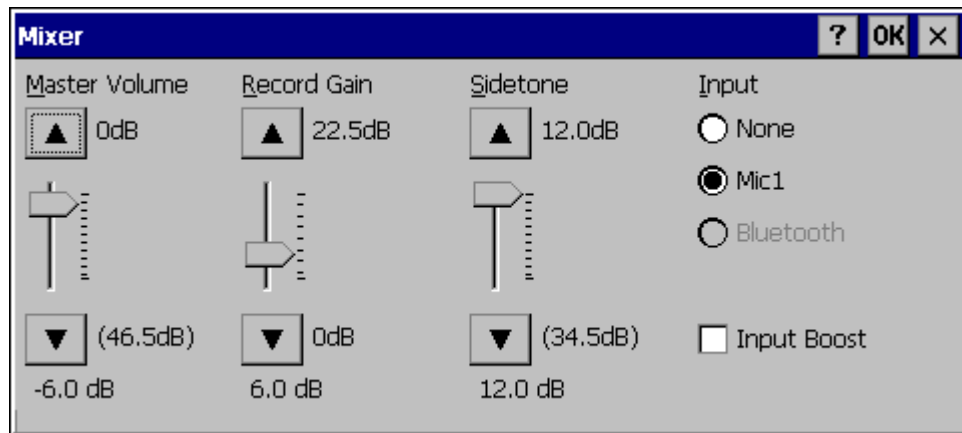 Mixer ? OK ×
Master Volume Record Gain Sidetone Input
0dB 22.5dB 12.0dB None
Mic1
Bluetooth
(46.5dB) 0dB (34.5dB) Input Boost
-6.0 dB 6.0 dB 12.0 dB